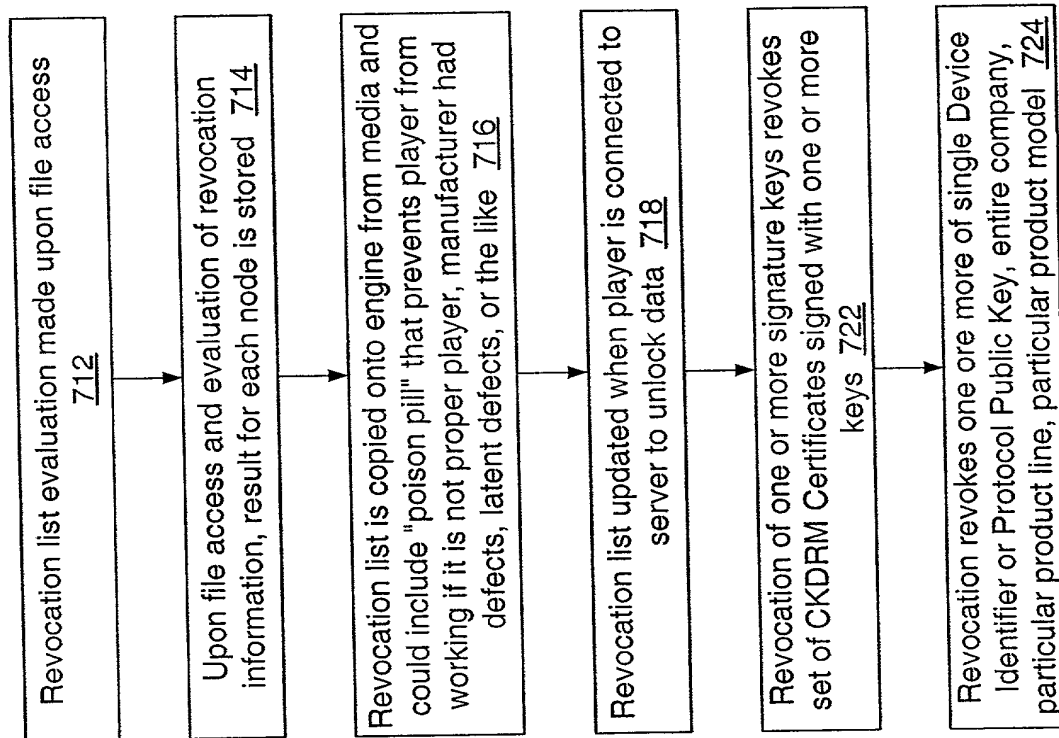 Revocation list evaluation made upon file access
712
Upon file access and evaluation of revocation
information, result for each node is stored 714
Revocation list is copied onto engine from media and
could include "poison pill" that prevents player from
working if it is not proper player, manufacturer had
defects, latent defects, or the like 716
Revocation list updated when player is connected to
server to unlock data 718
Revocation of one or more signature keys revokes
set of CKDRM Certificates signed with one or more
keys 722
Revocation revokes one ore more of single Device
Identifier or Protocol Public Key, entire company,
particular product line, particular product model 724